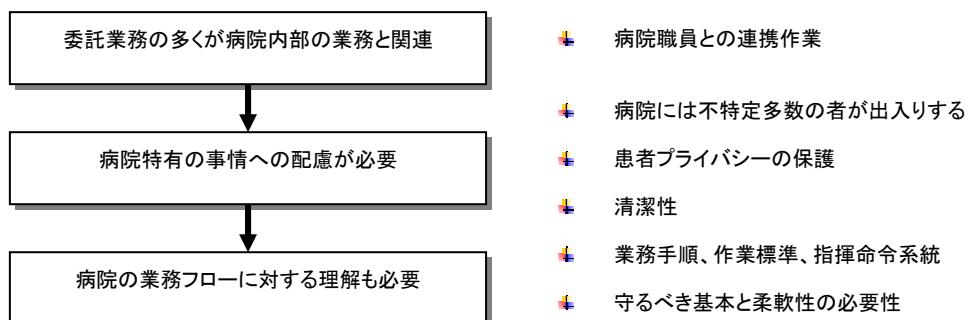 委託業務の多くが病院内部の業務と関連
病院職員との連携作業
病院には不特定多数の者が出入りする
病院特有の事情への配慮が必要
患者プライバシーの保護
清潔性
業務手順、作業標準、指揮命令系統
病院の業務フローに対する理解も必要
守るべき基本と柔軟性の必要性